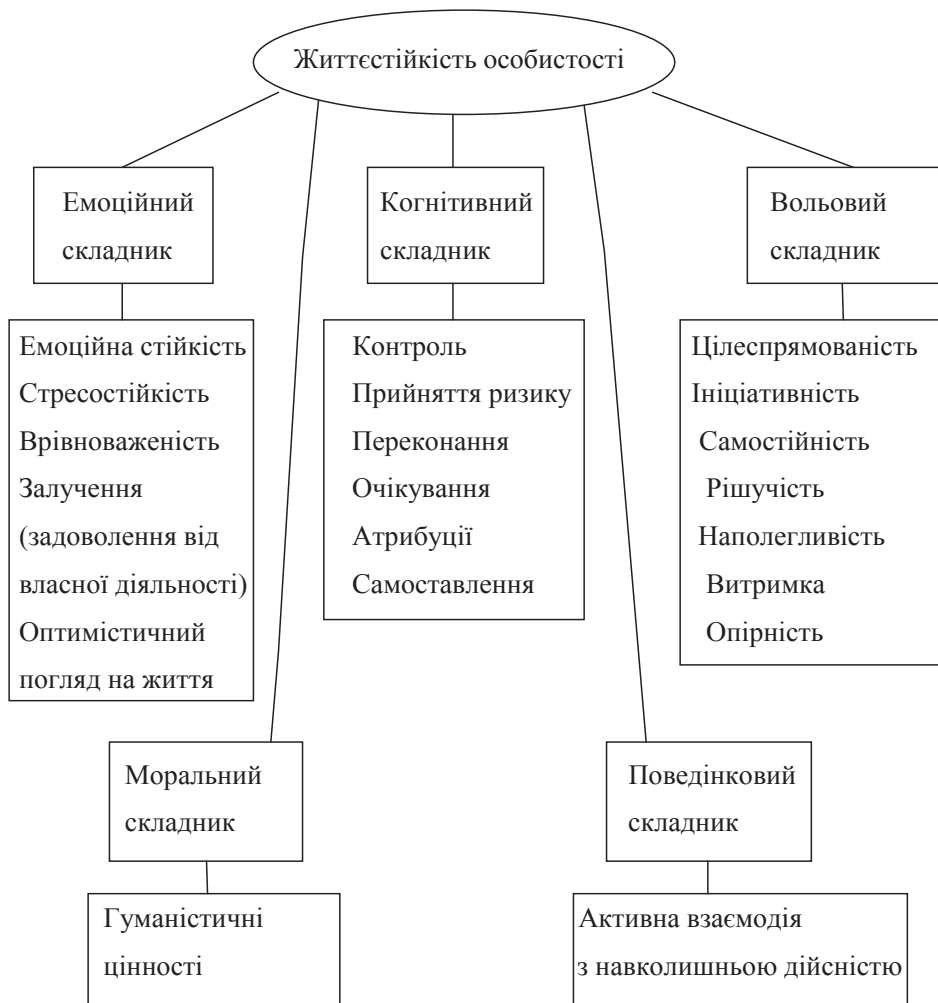 Життєстійкість особистості
Емоційний
складник
Когнітивний
складник
Вольовий
складник
Емоційна стійкість
Стресостійкість
Врівноваженість
Залучення
(задоволення від
власної діяльності)
Оптимістичний
погляд на життя
Контроль
Прийняття ризику
Переконання
Очікування
Атрибуції
Самоставлення
Цілеспрямованість
Ініціативність
Самостійність
Рішучість
Наполегливість
Витримка
Опірність
Моральний
складник
Поведінковий
складник
Гуманістичні
цінності
Активна взаємодія
з навколишньою дійсністю